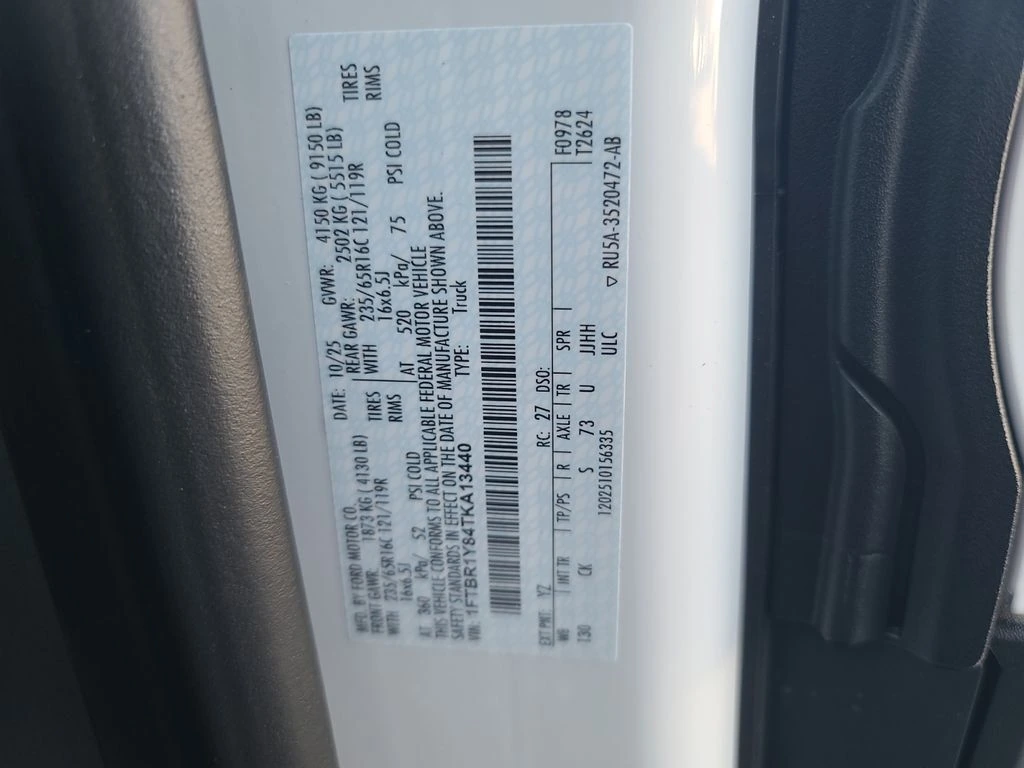 MFD. BY FORD MOTOR CO. DATE: 10/25 GVWR: 4150 KG ( 9150 LB)
FRONT GAWR: 1873 KG ( 4130 LB) REAR GAWR: 2502 KG ( 5515 LB)
WITH 235/65R16C 121/119R TIRES WITH 235/65R16C 121/119R TIRES
16x6.5J RIMS 16x6.5J RIMS
AT 360 kPa/ 52 PSI COLD AT 520 kPa/ 75 PSI COLD
THIS VEHICLE CONFORMS TO ALL APPLICABLE FEDERAL MOTOR VEHICLE
SAFETY STANDARDS IN EFFECT ON THE DATE OF MANUFACTURE SHOWN ABOVE.
VIN: 1FTBR1Y84TKA13440 TYPE: Truck
EXT PNT: YZ RC: 27 DSO: F0978
WB INT TR TP/PS R AXLE TR SPR T2624
130 CK S 73 U JJHH
1202510156335 ULC ▽ RU5A-3520472-AB